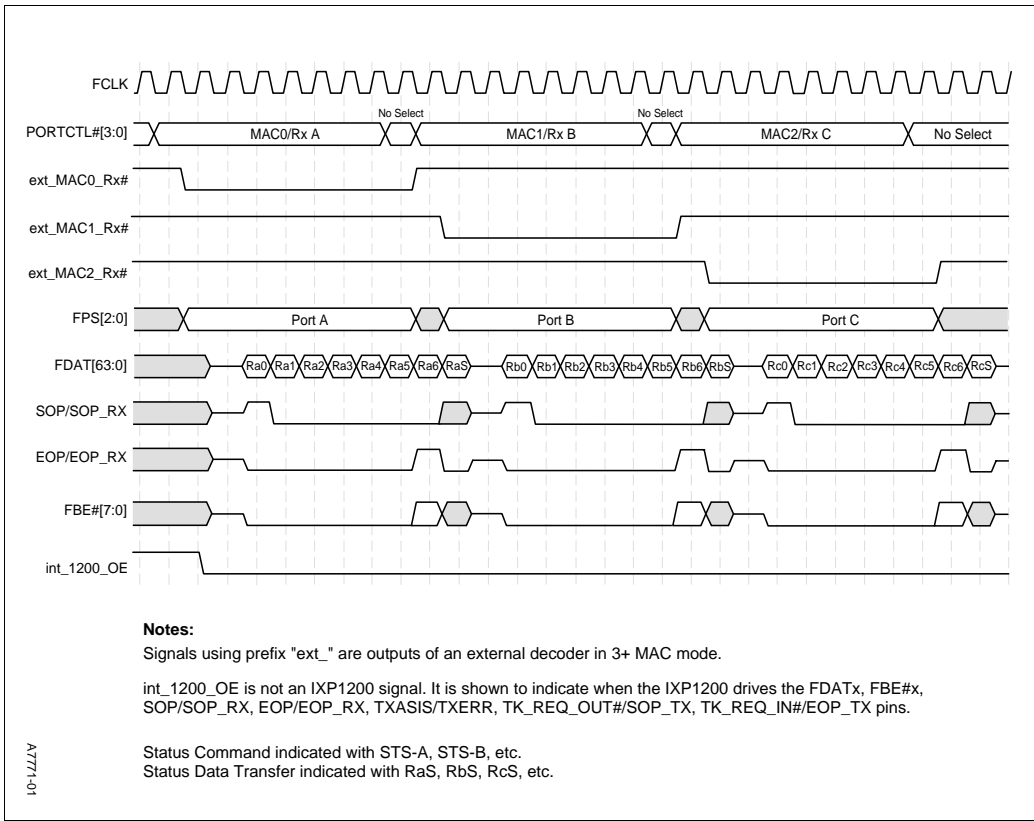 FCLK
No Select No Select
PORTCTL#[3:0] MAC0/Rx A MAC1/Rx B MAC2/Rx C No Select
ext_MAC0_Rx#
ext_MAC1_Rx#
ext_MAC2_Rx#
FPS[2:0] Port A Port B Port C
FDAT[63:0] Ra0 Ra1 Ra2 Ra3 Ra4 Ra5 Ra6 RaS Rb0 Rb1 Rb2 Rb3 Rb4 Rb5 Rb6 RbS Rc0 Rc1 Rc2 Rc3 Rc4 Rc5 Rc6 RcS
SOP/SOP_RX
EOP/EOP_RX
FBE#[7:0]
int_1200_OE
Notes:
Signals using prefix "ext_" are outputs of an external decoder in 3+ MAC mode.
int_1200_OE is not an IXP1200 signal. It is shown to indicate when the IXP1200 drives the FDATx, FBE#x,
SOP/SOP_RX, EOP/EOP_RX, TXASIS/TXERR, TK_REQ_OUT#/SOP_TX, TK_REQ_IN#/EOP_TX pins.
Status Command indicated with STS-A, STS-B, etc.
Status Data Transfer indicated with RaS, RbS, RcS, etc.
A7771-01